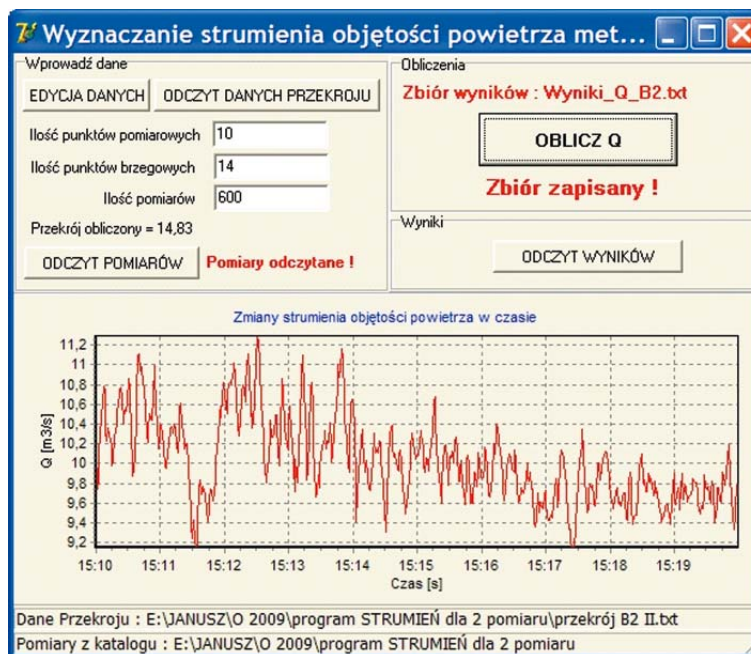 Wyznaczanie strumienia objętości powietrza met...
Wprowadź dane
EDYCJA DANYCH
ODCZYT DANYCH PRZEKROJU
Ilość punktów pomiarowych 10
Ilość punktów brzegowych 14
Ilość pomiarów 600
Przekrój obliczony = 14,83
ODCZYT POMIARÓW
Pomiary odczytane !
Obliczenia
Zbiór wyników : Wyniki_Q_B2.txt
OBLICZ Q
Zbiór zapisany !
Wyniki
ODCZYT WYNIKÓW
Zmiany strumienia objętości powietrza w czasie
Q [m3/s]
11,2
11
10,8
10,6
10,4
10,2
10
9,8
9,6
9,4
9,2
15:10 15:11 15:12 15:13 15:14 15:15 15:16 15:17 15:18 15:19
Czas [s]
Dane Przekroju : E:\JANUSZ\O 2009\program STRUMIEŃ dla 2 pomiaru\przekrój B2 II.txt
Pomiary z katalogu : E:\JANUSZ\O 2009\program STRUMIEŃ dla 2 pomiaru